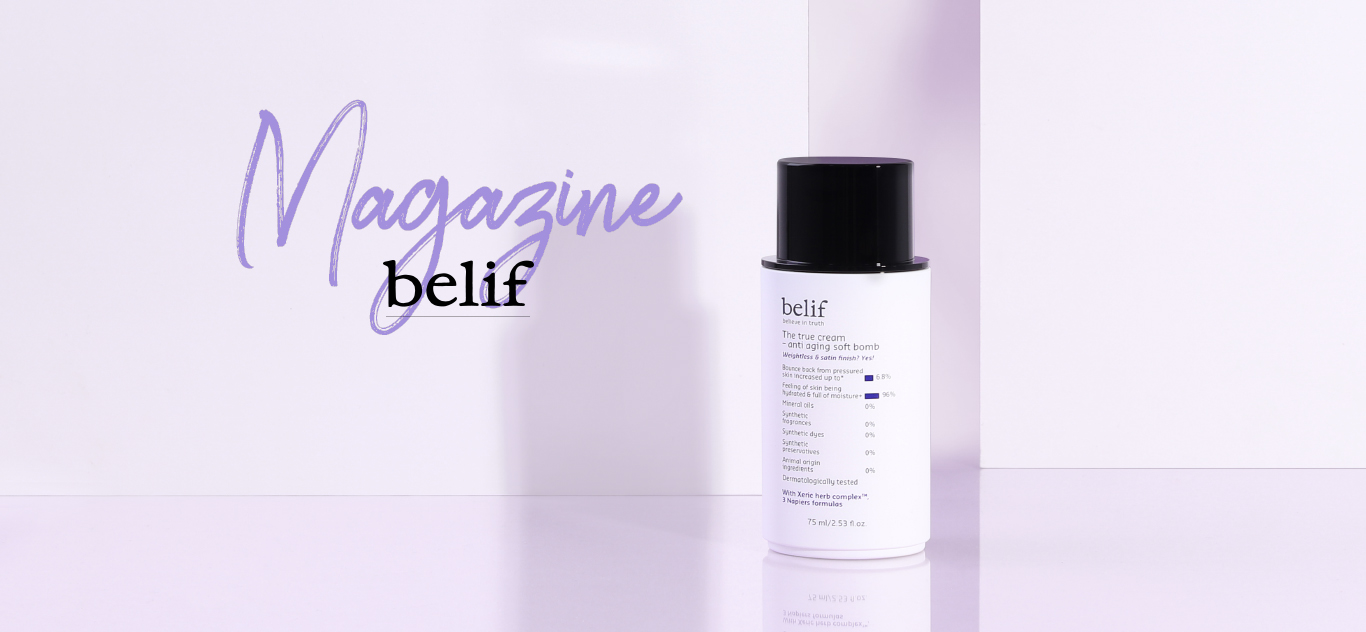 Magazine
belif
belif
believe in truth
The true cream
- anti aging soft bomb
Weightless & satin finish? Yes!
Bounce back from pressured
skin increased up to* 6.8%
Feeling of skin being
hydrated & full of moisture+ 96%
Mineral oils 0%
Synthetic
fragrances 0%
Synthetic dyes 0%
Synthetic
preservatives 0%
Animal origin
ingredients 0%
Dermatologically tested
With Xeric herb complex™,
3 Napiers formulas
75 ml/2.53 fl.oz.